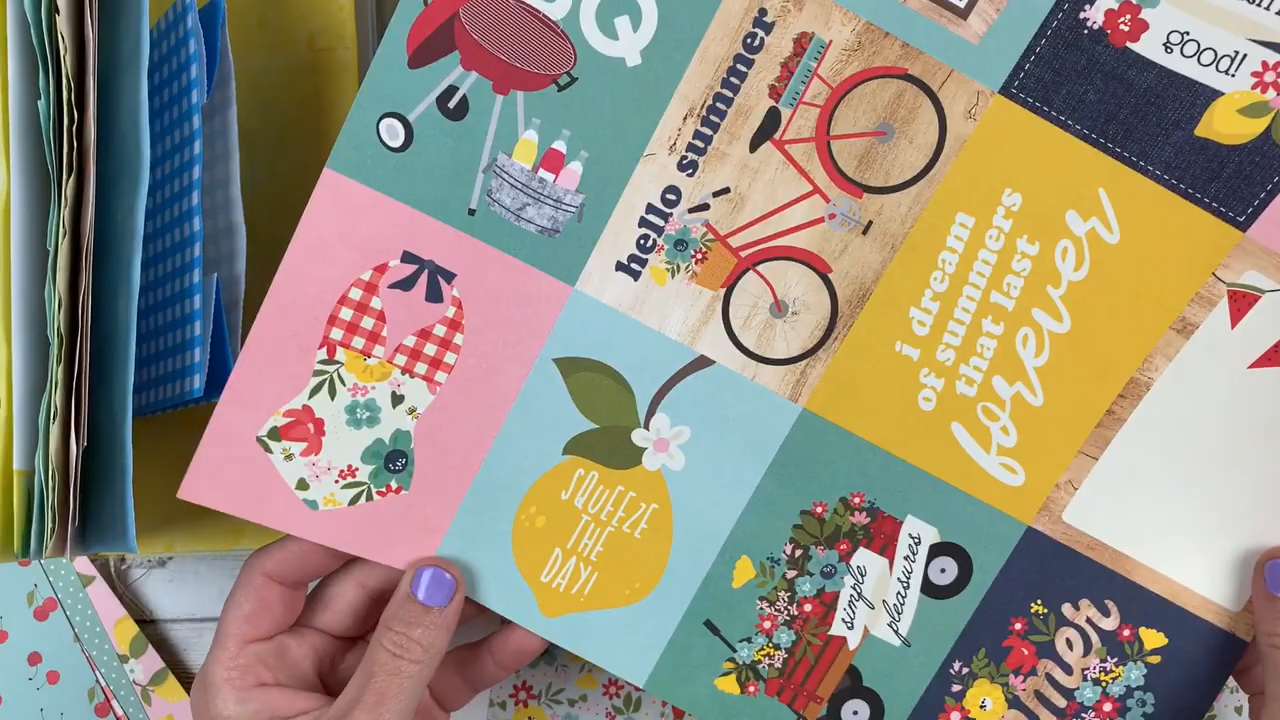 hello summer
good!
i dream
of summers
that last
forever
SQUEEZE
THE
DAY!
simple
pleasures